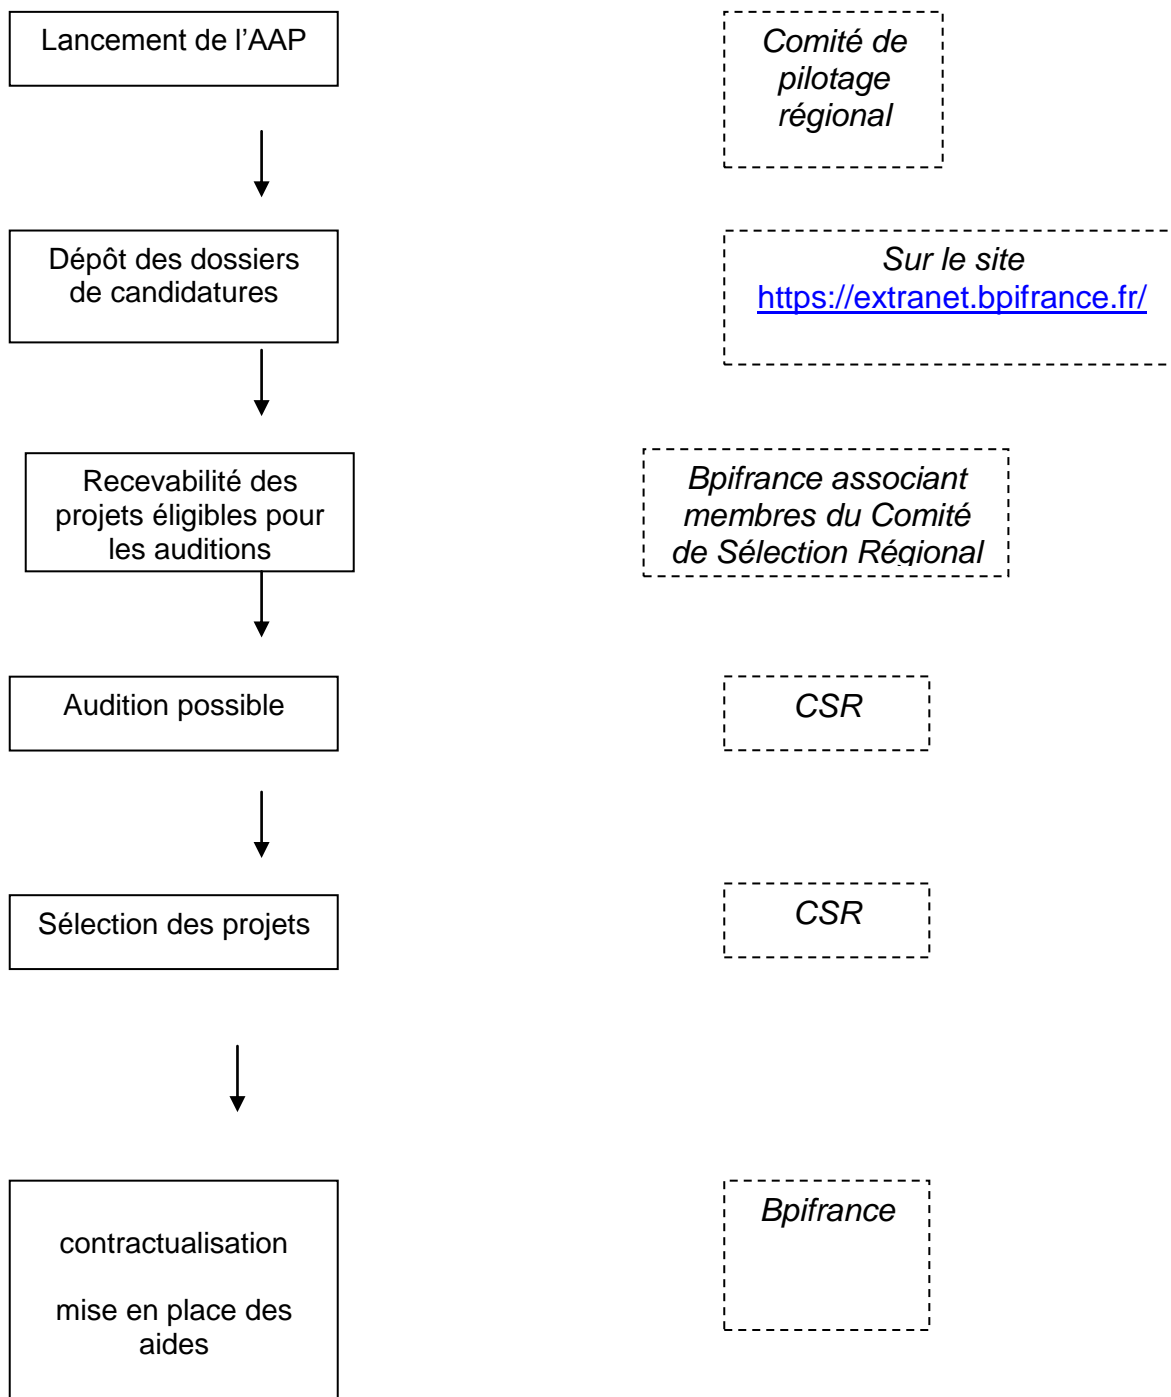 Lancement de l’AAP
Comité de
pilotage
régional
Dépôt des dossiers
de candidatures
Sur le site
https://extranet.bpifrance.fr/
Recevabilité des
projets éligibles pour
les auditions
Bpifrance associant
membres du Comité
de Sélection Régional
Audition possible
CSR
Sélection des projets
CSR
contractualisation
mise en place des
aides
Bpifrance